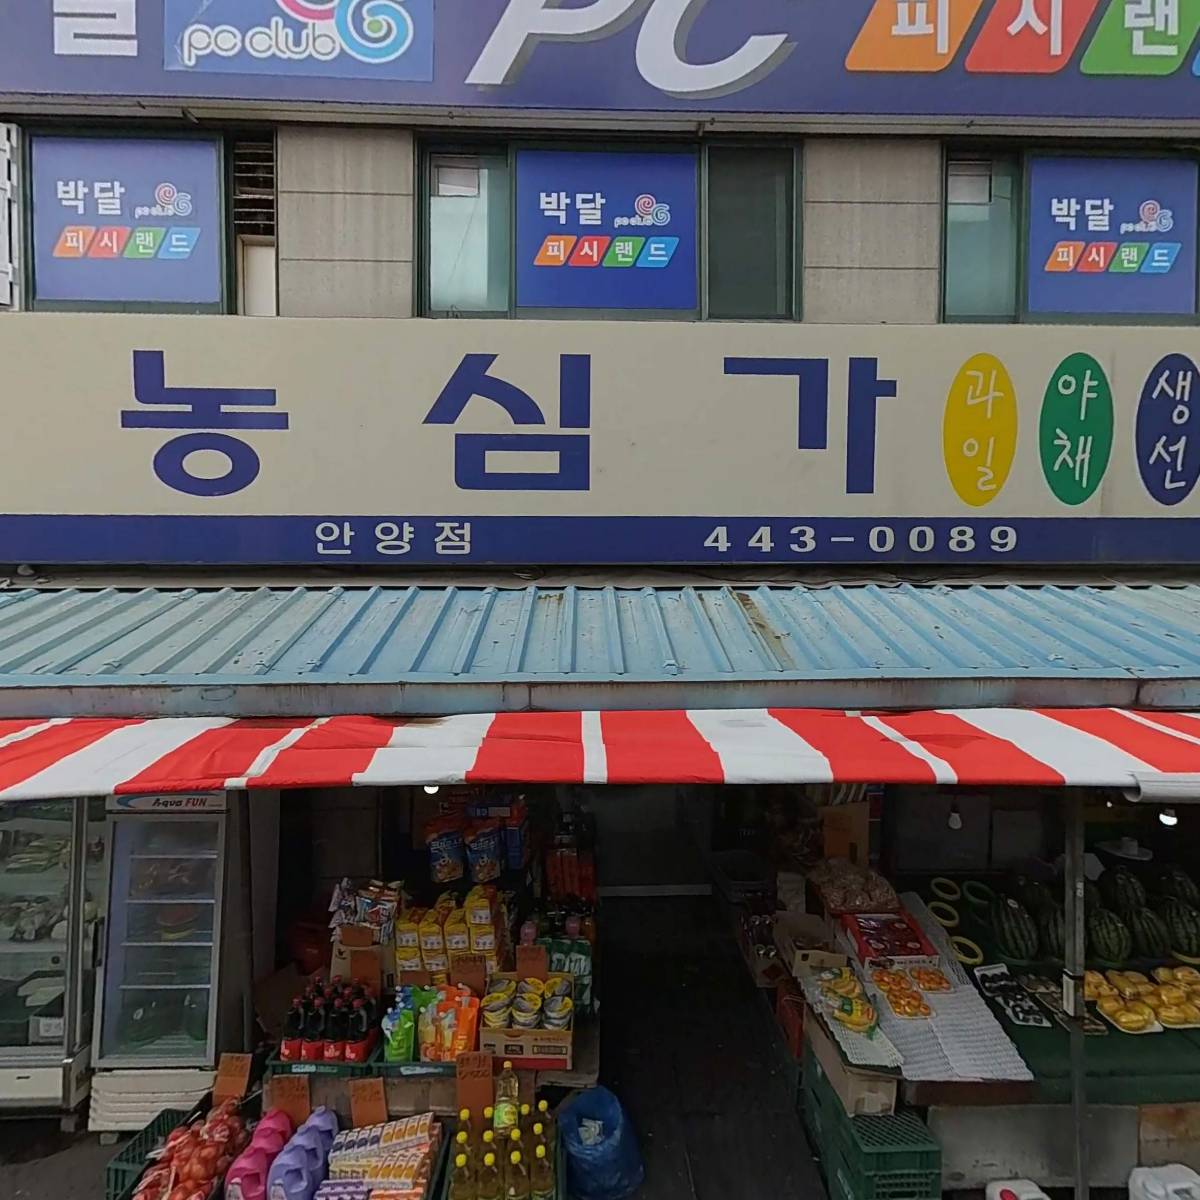 달 pc club PC 피시랜
박달 pc club
피시랜드
박달 pc club
피시랜드
박달 pc club
피시랜드
농심가
과일
야채
생선
안양점 443-0089
Aqua FUN